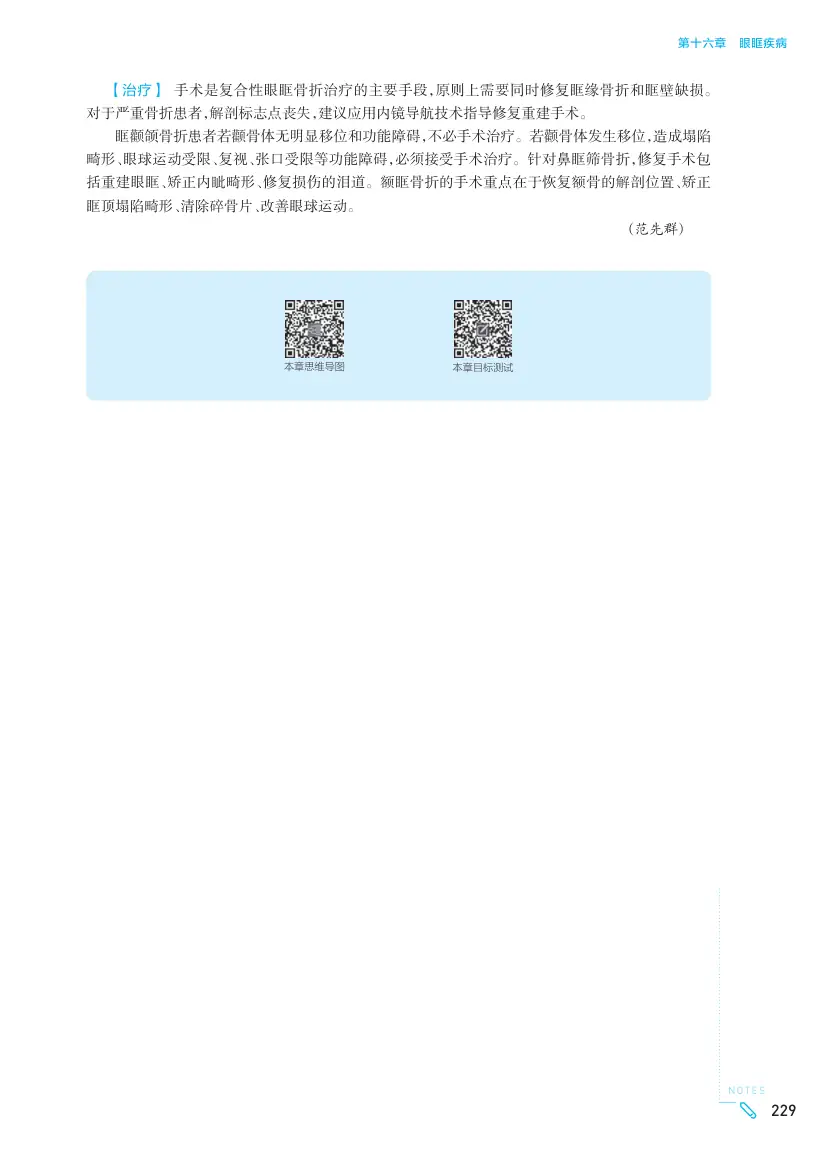 第十六章 眼眶疾病
【治疗】 手术是复合性眼眶骨折治疗的主要手段,原则上需要同时修复眶缘骨折和眶壁缺损。
对于严重骨折患者,解剖标志点丧失,建议应用内镜导航技术指导修复重建手术。
眶颧颌骨折患者若颧骨体无明显移位和功能障碍,不必手术治疗。若颧骨体发生移位,造成塌陷
畸形、眼球运动受限、复视、张口受限等功能障碍,必须接受手术治疗。针对鼻眶筛骨折,修复手术包
括重建眼眶、矫正内眦畸形、修复损伤的泪道。额眶骨折的手术重点在于恢复额骨的解剖位置、矫正
眶顶塌陷畸形、清除碎骨片、改善眼球运动。
(范先群)
本章思维导图
本章目标测试
NOTES
229